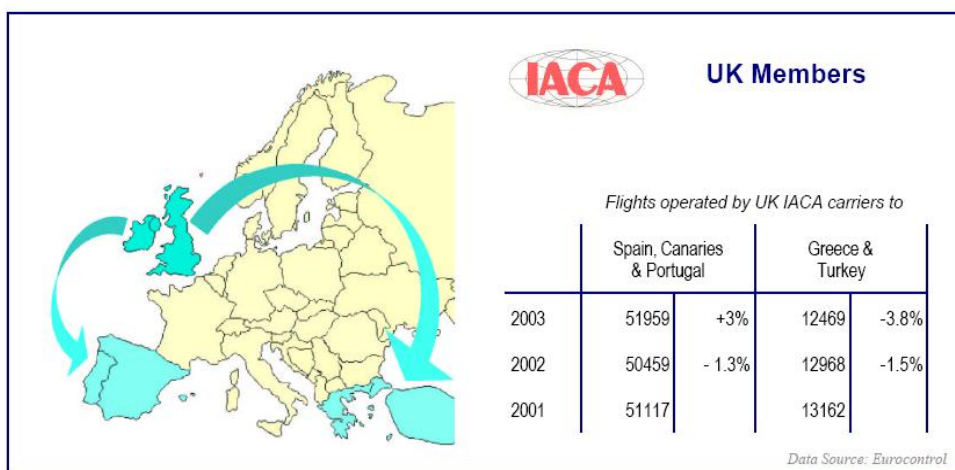 IACA
UK Members
Flights operated by UK IACA carriers to
Spain, Canaries
& Portugal
Greece &
Turkey
2003 51959 +3% 12469 -3.8%
2002 50459 - 1.3% 12968 -1.5%
2001 51117 13162
Data Source: Eurocontrol